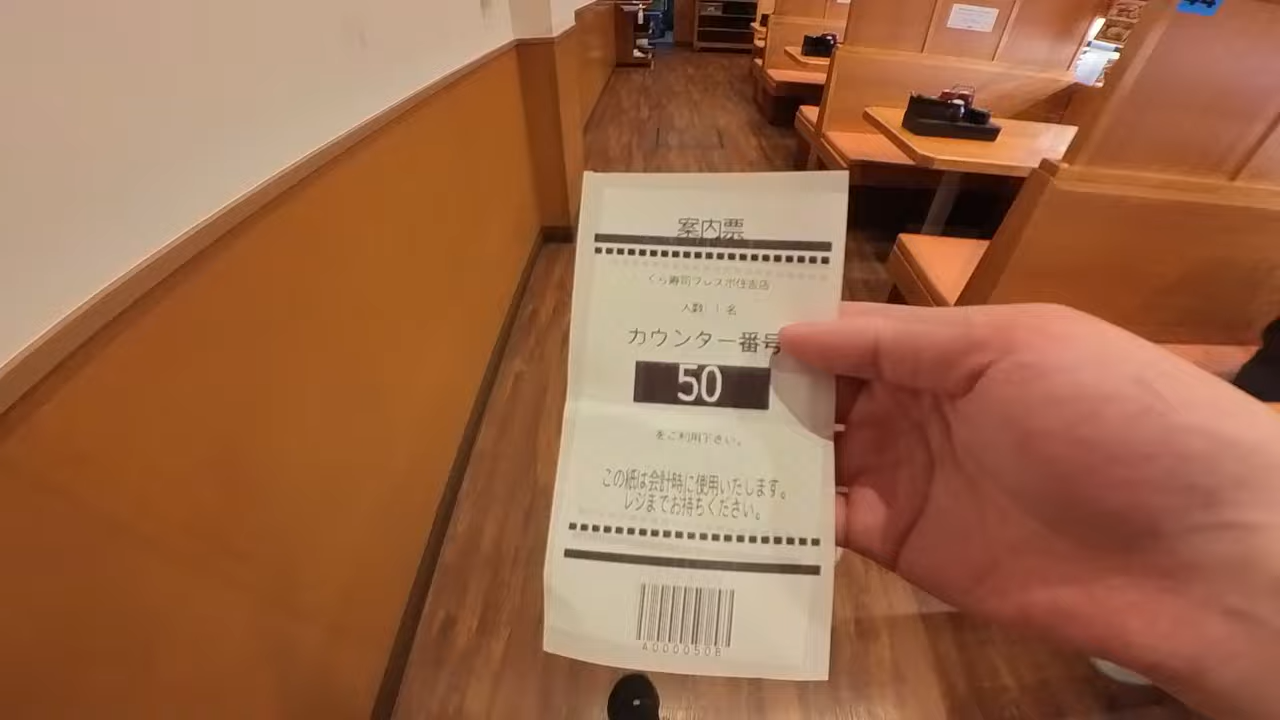 案内票
くら寿司フレスポ住吉店
人数 1 名
カウンター番号
50
をご利用下さい。
この紙は会計時に使用いたします。
レジまでお持ちください。
A000050B